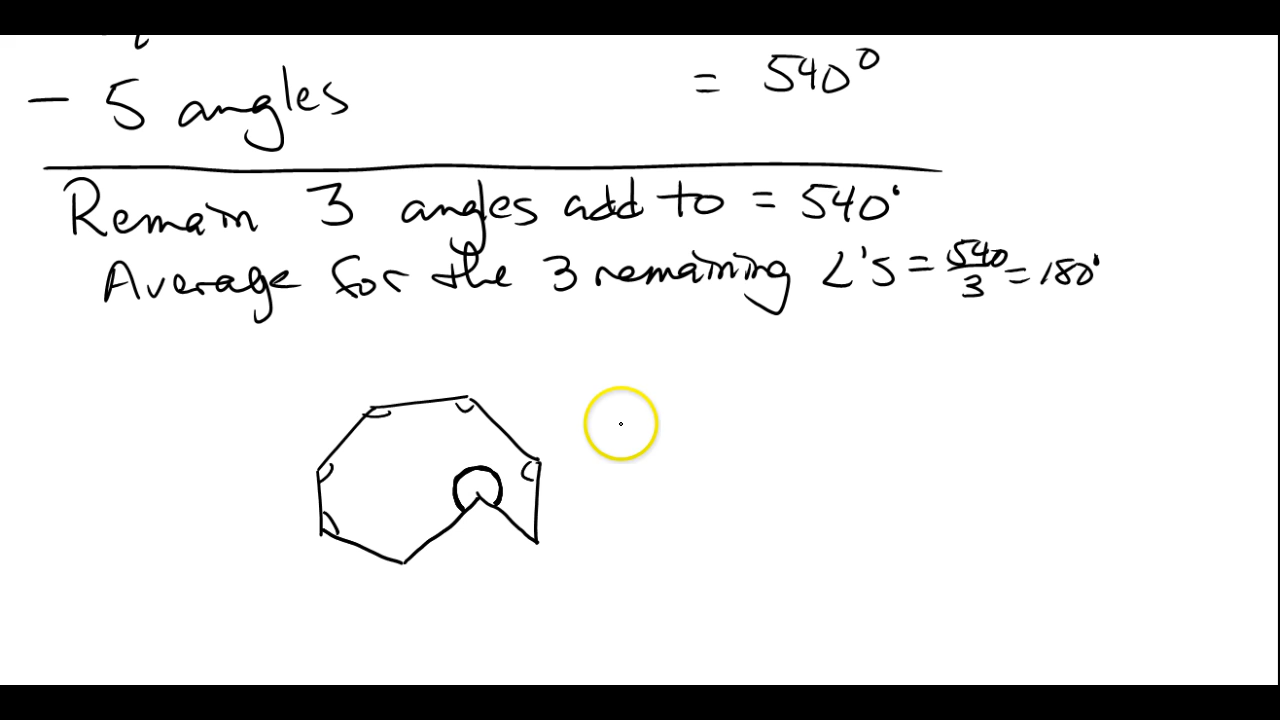 - 5 angles = 540°
Remain 3 angles add to = 540°
Average for the 3 remaining ∠'s = 540/3 = 180°